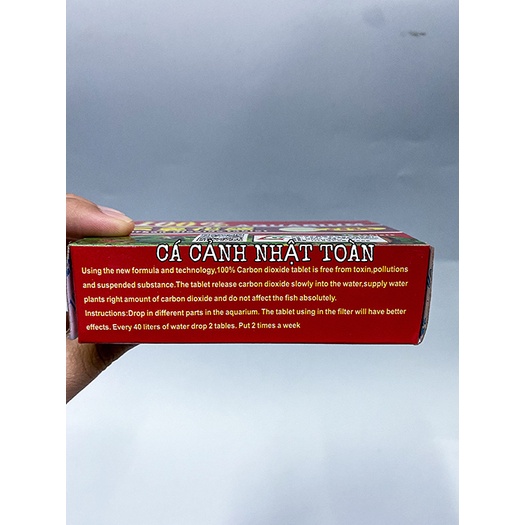 100%
AQUARIUM
CÁ CẢNH NHẬT TOÀN
Using the new formula and technology,100% Carbon dioxide tablet is free from toxin,pollutions
and suspended substance.The tablet release carbon dioxide slowly into the water,supply water
plants right amount of carbon dioxide and do not affect the fish absolutely.
Instructions:Drop in different parts in the aquarium. The tablet using in the filter will have better
effects. Every 40 liters of water drop 2 tables. Put 2 times a week